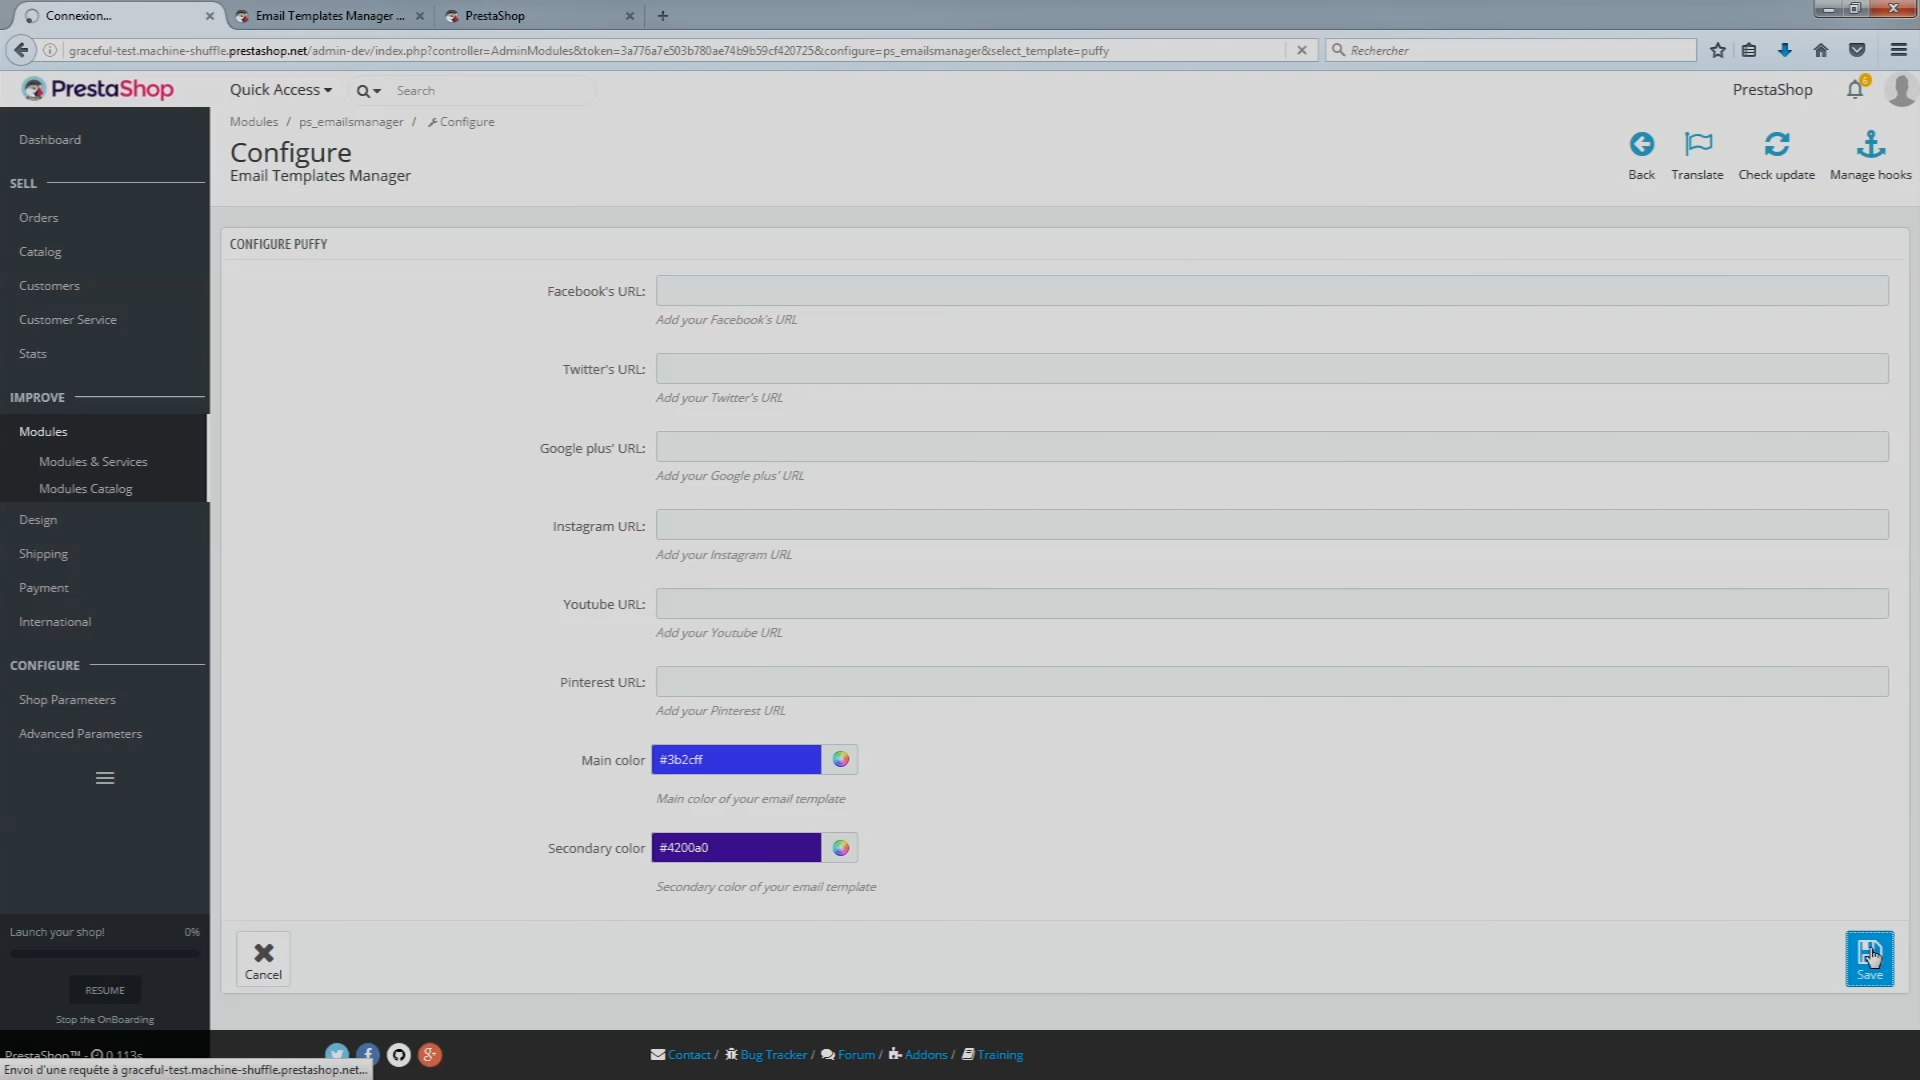 Connexion...
Email Templates Manager ...
PrestaShop
graceful-test.machine-shuffle.prestashop.net/admin-dev/index.php?controller=AdminModules&token=3a776a7e503b780ae74b9b59cf420725&configure=ps_emailsmanager&select_template=puffy
Rechercher
PrestaShop
Quick Access
Search
PrestaShop
6
Modules / ps_emailsmanager / Configure
Configure
Email Templates Manager
Back
Translate
Check update
Manage hooks
Dashboard
SELL
Orders
Catalog
Customers
Customer Service
Stats
IMPROVE
Modules
Modules & Services
Modules Catalog
Design
Shipping
Payment
International
CONFIGURE
Shop Parameters
Advanced Parameters
Launch your shop! 0%
RESUME
Stop the OnBoarding
CONFIGURE PUFFY
Facebook's URL:
Add your Facebook's URL
Twitter's URL:
Add your Twitter's URL
Google plus' URL:
Add your Google plus' URL
Instagram URL:
Add your Instagram URL
Youtube URL:
Add your Youtube URL
Pinterest URL:
Add your Pinterest URL
Main color #3b2cff
Main color of your email template
Secondary color #4200a0
Secondary color of your email template
Cancel
Save
PrestaShop™ - 0.113s
Contact / Bug Tracker / Forum / Addons / Training
Envoi d'une requête à graceful-test.machine-shuffle.prestashop.net...